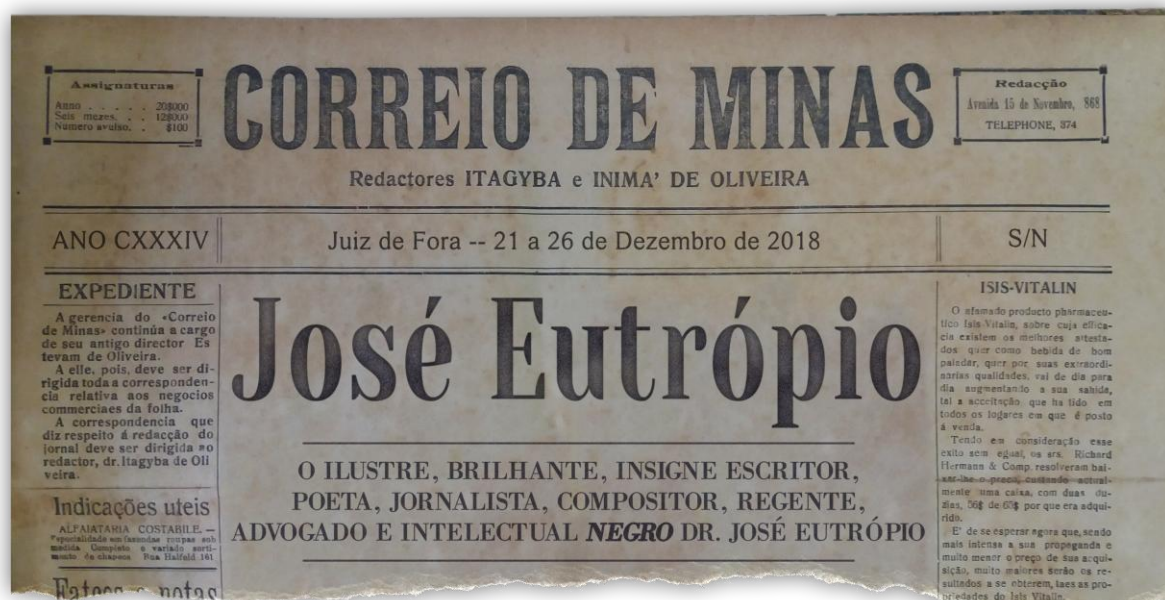 Assignaturas
Anno . . . . . 20$000
Seis mezes. . . 12$000
Numero avulso. . $100
CORREIO DE MINAS
Redacção
Avenida 15 de Novembro, 868
TELEPHONE, 374
Redactores ITAGYBA e INIMA' DE OLIVEIRA
ANO CXXXIV
Juiz de Fora -- 21 a 26 de Dezembro de 2018
S/N
EXPEDIENTE
A gerencia do «Correio
de Minas» continúa a cargo
de seu antigo director Es
tevam de Oliveira.
A elle, pois, deve ser di-
rigida toda a corresponden-
cia relativa aos negocios
commerciaes da folha.
A correspondencia que
diz respeito á redacção do
jornal deve ser dirigida ao
redactor, dr. Itagyba de Oli
veira.
Indicações uteis
ALFAIATARIA COSTABILE. —
Especialidade em fazendas roupas sob
medida Completo e variado sorti-
mento de chapeos Rua Halfeld 161
Factos e notas
José Eutrópio
O ILUSTRE, BRILHANTE, INSIGNE ESCRITOR,
POETA, JORNALISTA, COMPOSITOR, REGENTE,
ADVOGADO E INTELECTUAL NEGRO DR. JOSÉ EUTRÓPIO
ISIS-VITALIN
O afamado producto pharmaceu-
tico Isis Vitalin, sobre cuja effica-
cia existem os melhores attesta-
dos quer como bebida de bom
paladar, quer por suas extraordi-
narias qualidades, vai de dia para
dia augmentando a sua sahida,
tal a acceitação que ha tido em
todos os logares em que é posto
á venda.
Tendo em consideração esse
exito sem egual, os srs. Richard
Hermann & Comp. resolveram bai-
xar-lhe o preço, custando actual-
mente uma caixa, com duas du-
zias, 56$ de 63$ por que era adqui-
rido.
E' de se esperar agora que, sendo
mais intensa a sua propaganda e
muito menor o preço de sua acqui-
sição, muito maiores serão os re-
sultados a se obterem, taes as pro-
priedades do Isis Vitalin.